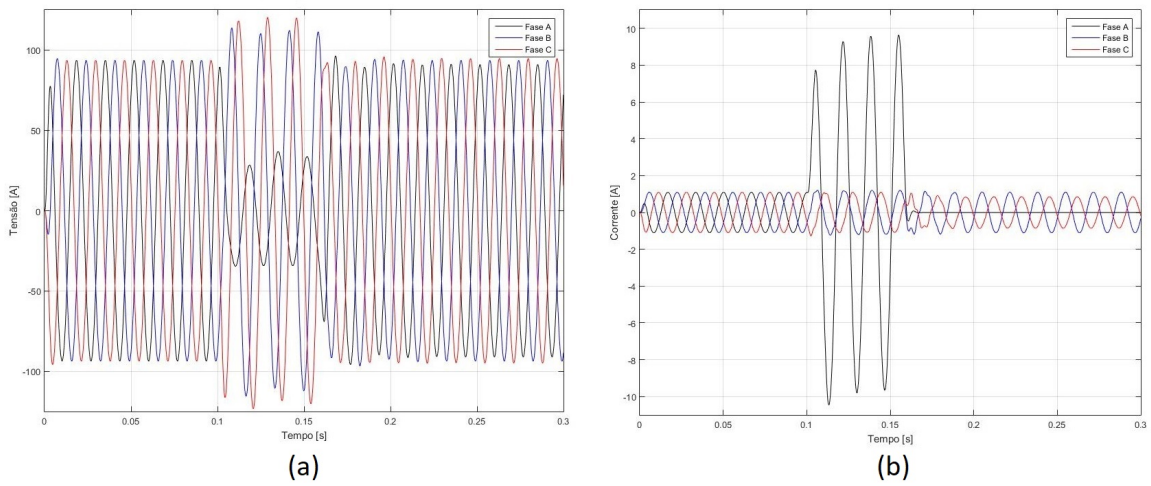 Fase A
Fase B
Fase C
100
50
0
-50
-100
Tensão [A]
0
0.05
0.1
0.15
0.2
0.25
0.3
Tempo [s]
(a)
Fase A
Fase B
Fase C
10
8
6
4
2
0
-2
-4
-6
-8
-10
Corrente [A]
0
0.05
0.1
0.15
0.2
0.25
0.3
Tempo [s]
(b)